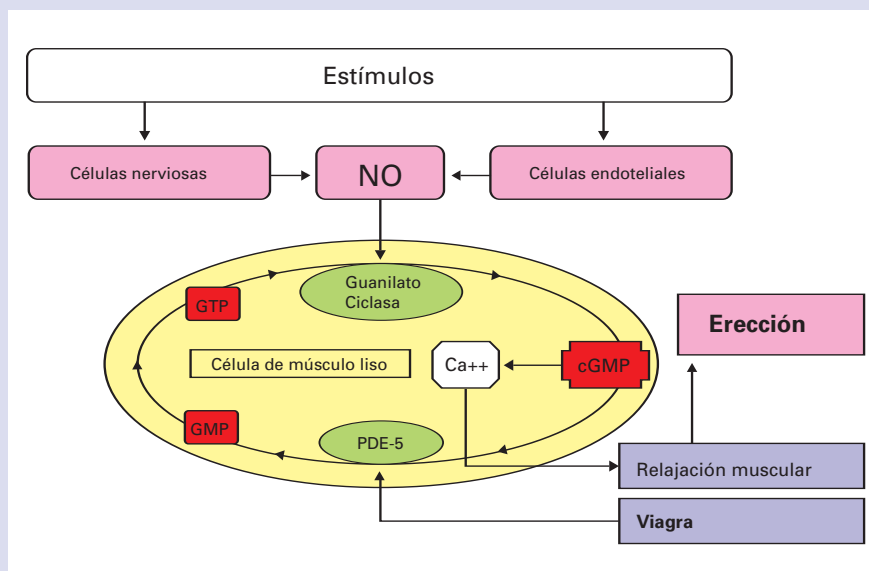 Estímulos
Células nerviosas
NO
Células endoteliales
Guanilato
Ciclasa
GTP
Erección
Célula de músculo liso
Ca++
cGMP
GMP
PDE-5
Relajación muscular
Viagra